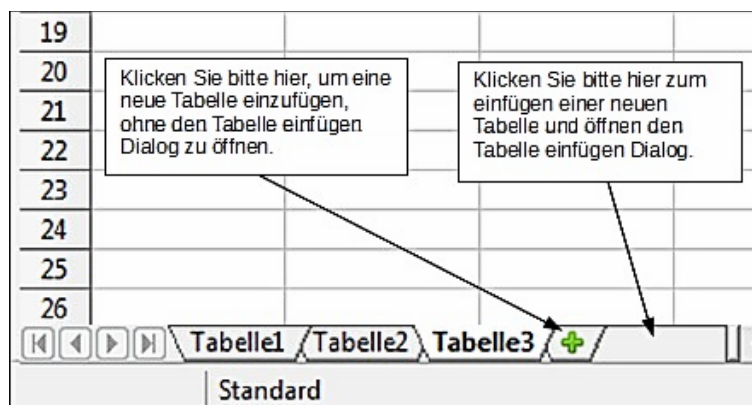 19
20
21
22
23
24
25
26
Klicken Sie bitte hier, um eine
neue Tabelle einzufügen,
ohne den Tabelle einfügen
Dialog zu öffnen.
Klicken Sie bitte hier zum
einfügen einer neuen
Tabelle und öffnen den
Tabelle einfügen Dialog.
Tabelle1 Tabelle2 Tabelle3
Standard